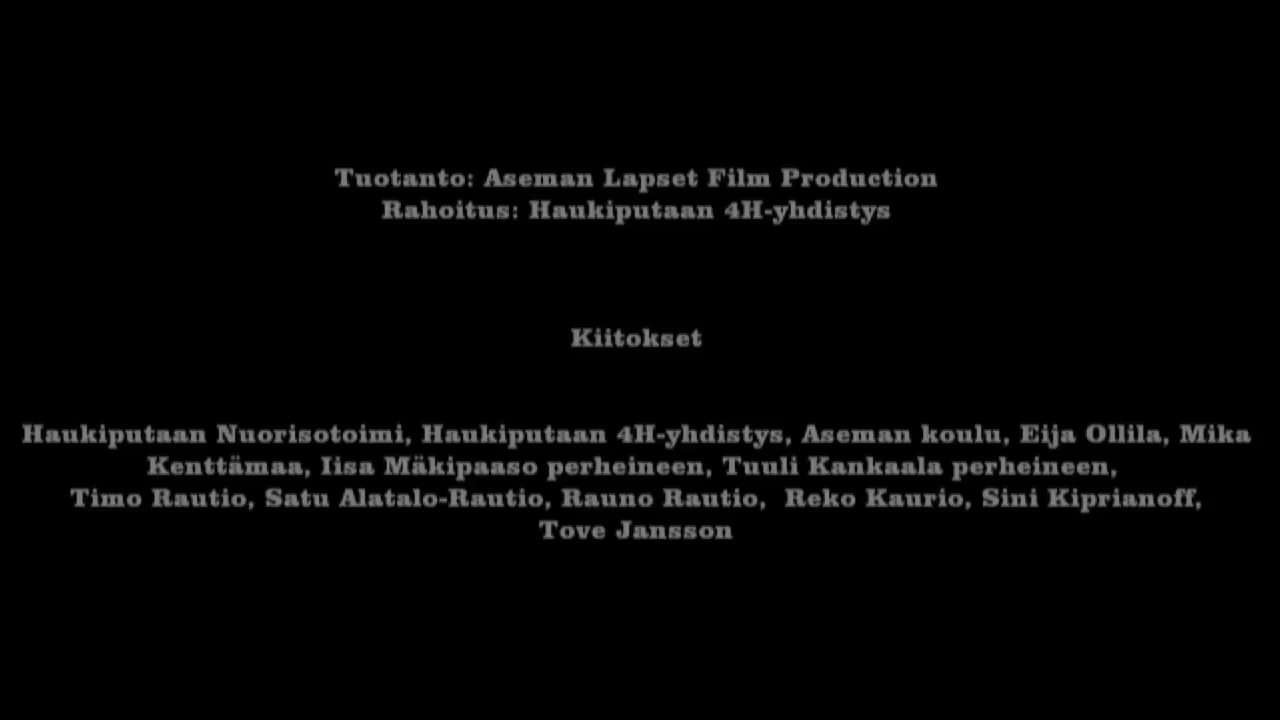 Tuotanto: Aseman Lapset Film Production
Rahoitus: Haukiputaan 4H-yhdistys
Kiitokset
Haukiputaan Nuorisotoimi, Haukiputaan 4H-yhdistys, Aseman koulu, Eija Ollila, Mika
Kenttämaa, Iisa Mäkipaaso perheineen, Tuuli Kankaala perheineen,
Timo Rautio, Satu Alatalo-Rautio, Rauno Rautio,  Reko Kaurio, Sini Kiprianoff,
Tove Jansson